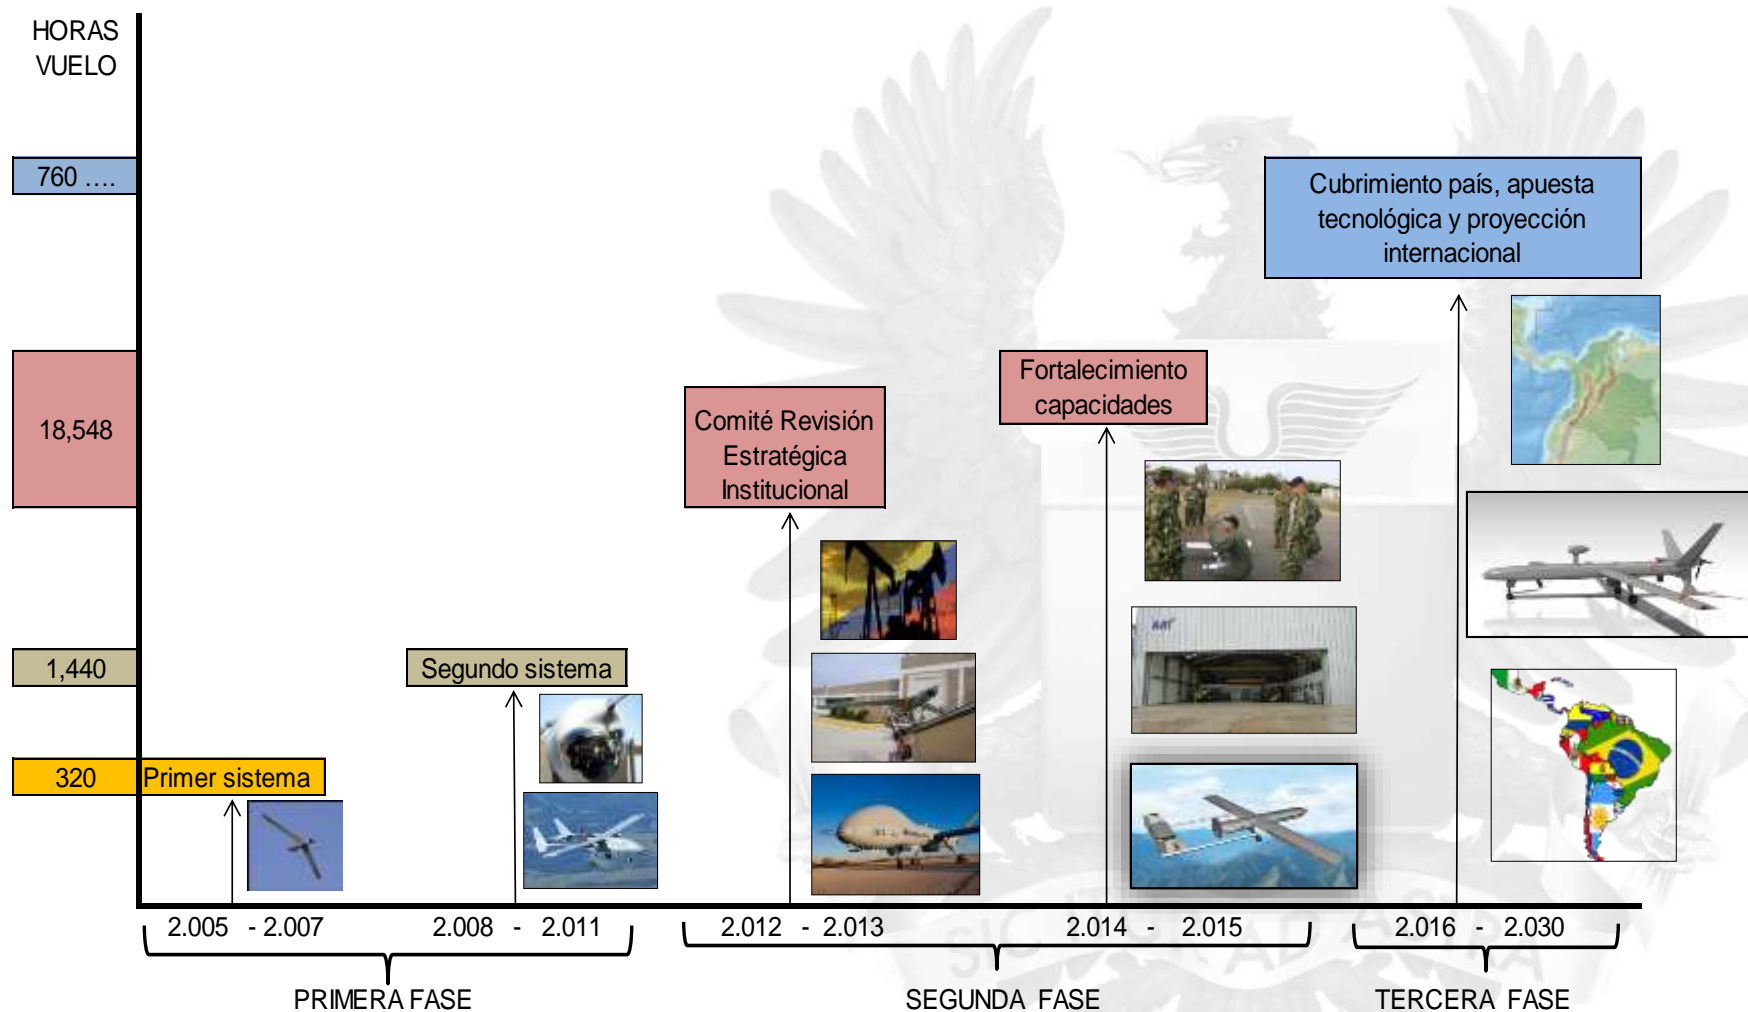 HORAS
VUELO
760 ....
Cubrimiento país, apuesta
tecnológica y proyección
internacional
18,548
Comité Revisión
Estratégica
Institucional
Fortalecimiento
capacidades
1,440
Segundo sistema
320
Primer sistema
2.005 - 2.007
2.008 - 2.011
2.012 - 2.013
2.014 - 2.015
2.016 - 2.030
PRIMERA FASE
SEGUNDA FASE
TERCERA FASE